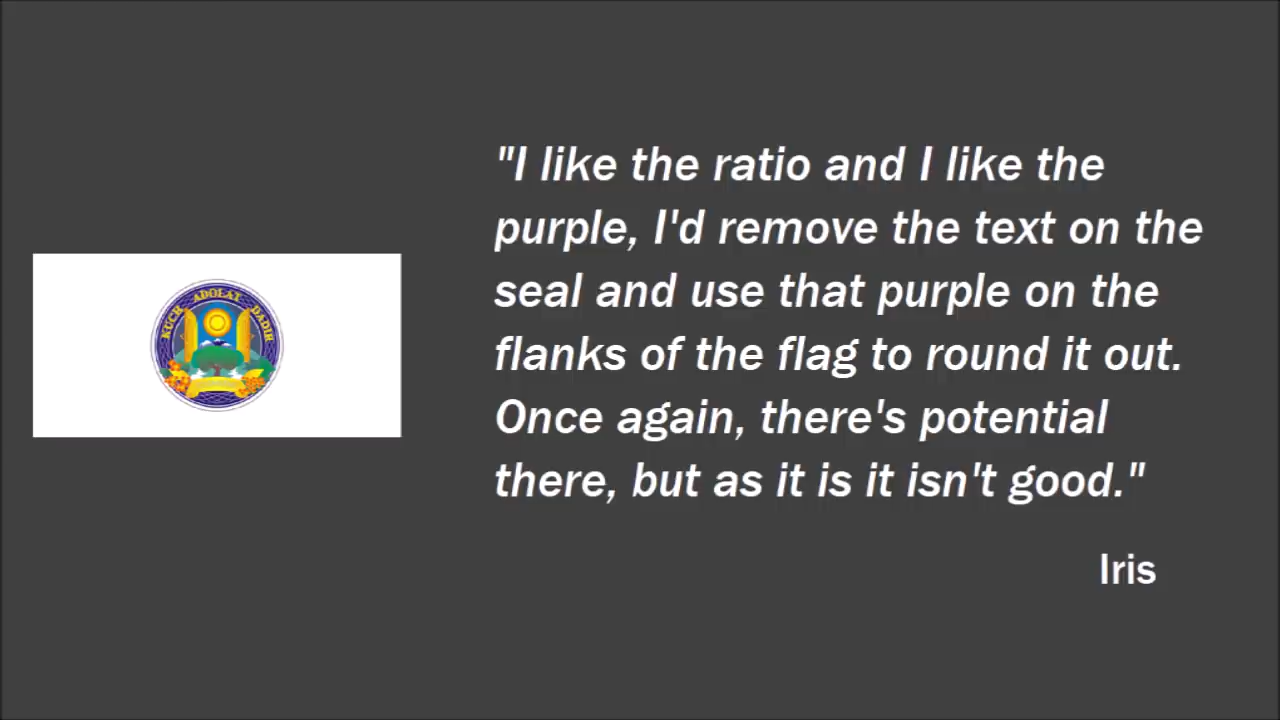 KUCH ADOLAT DADIR
"I like the ratio and I like the
purple, I'd remove the text on the
seal and use that purple on the
flanks of the flag to round it out.
Once again, there's potential
there, but as it is it isn't good."
Iris